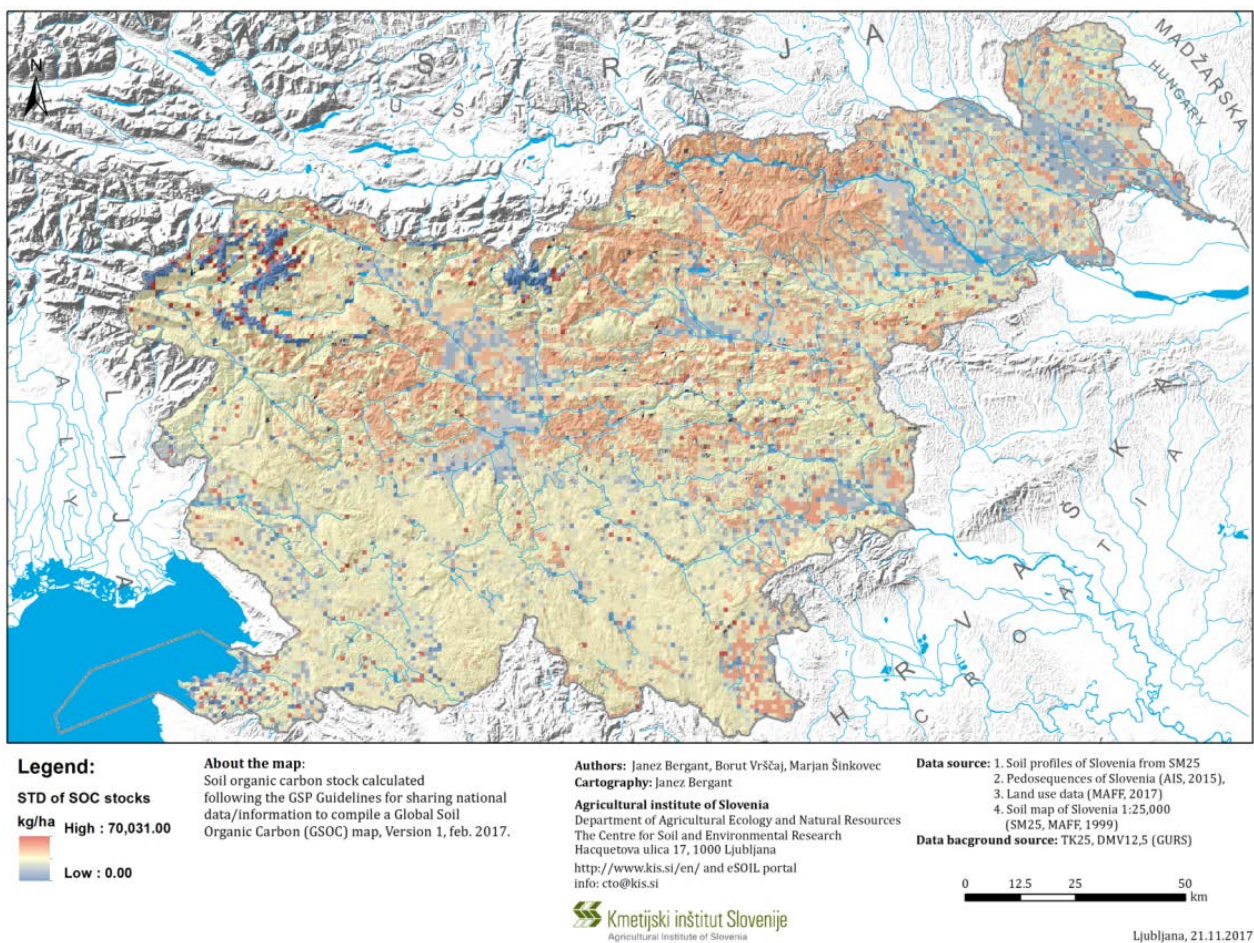 N
AVSTRIJA
AUSTRIA
MADŽARSKA
HUNGARY
ITALIJA
ITALY
HRVAŠKA
CROATIA
Legend:
STD of SOC stocks
kg/ha
High : 70,031.00
Low : 0.00
About the map:
Soil organic carbon stock calculated
following the GSP Guidelines for sharing national
data/information to compile a Global Soil
Organic Carbon (GSOC) map, Version 1, feb. 2017.
Authors: Janez Bergant, Borut Vrščaj, Marjan Šinkovec
Cartography: Janez Bergant
Agricultural institute of Slovenia
Department of Agricultural Ecology and Natural Resources
The Centre for Soil and Environmental Research
Hacquetova ulica 17, 1000 Ljubljana
http://www.kis.si/en/ and eSOIL portal
info: cto@kis.si
Kmetijski inštitut Slovenije
Agricultural Institute of Slovenia
Data source: 1. Soil profiles of Slovenia from SM25
2. Pedosequences of Slovenia (AIS, 2015),
3. Land use data (MAFF, 2017)
4. Soil map of Slovenia 1:25,000
(SM25, MAFF, 1999)
Data bacground source: TK25, DMV12,5 (GURS)
0 12.5 25 50
km
Ljubljana, 21.11.2017